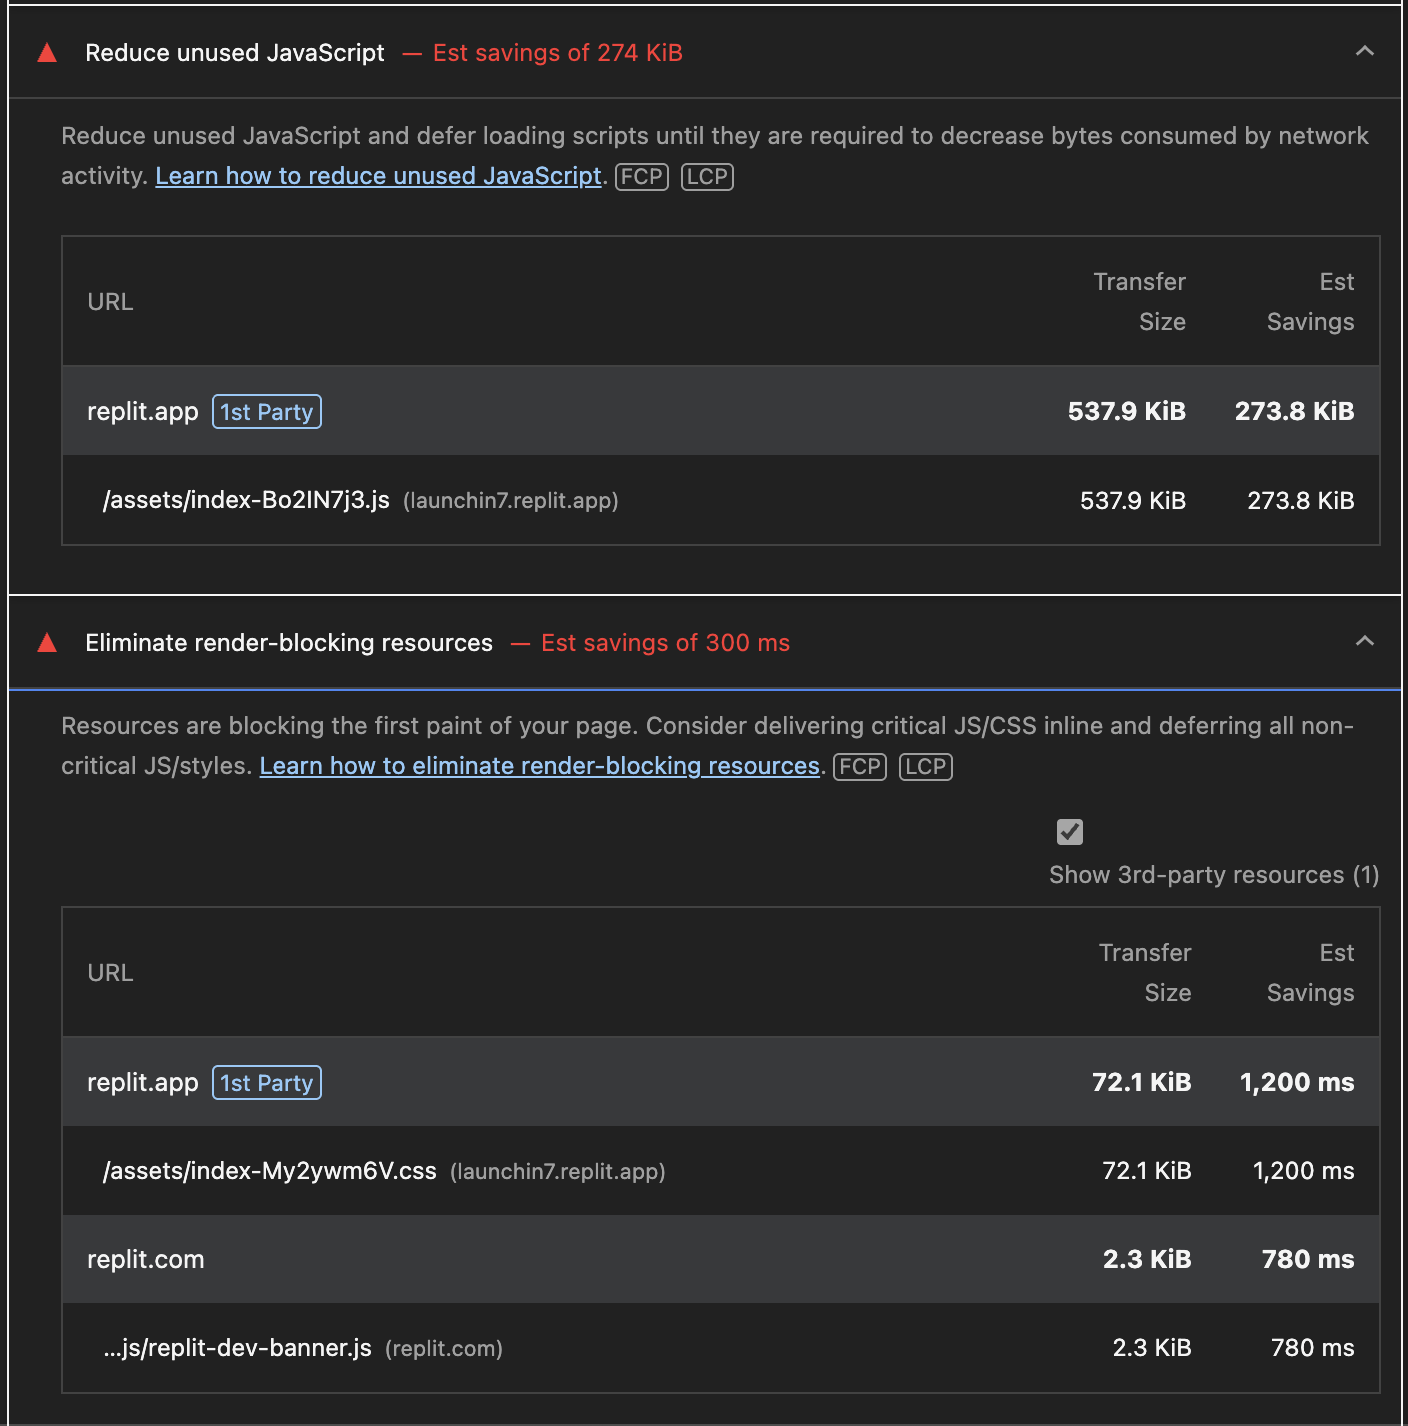 Reduce unused JavaScript — Est savings of 274 KiB
Reduce unused JavaScript and defer loading scripts until they are required to decrease bytes consumed by network
activity. Learn how to reduce unused JavaScript. FCP LCP
URL Transfer Size Est Savings
replit.app 1st Party 537.9 KiB 273.8 KiB
/assets/index-Bo2IN7j3.js (launchin7.replit.app) 537.9 KiB 273.8 KiB
Eliminate render-blocking resources — Est savings of 300 ms
Resources are blocking the first paint of your page. Consider delivering critical JS/CSS inline and deferring all non-
critical JS/styles. Learn how to eliminate render-blocking resources. FCP LCP
Show 3rd-party resources (1)
URL Transfer Size Est Savings
replit.app 1st Party 72.1 KiB 1,200 ms
/assets/index-My2ywm6V.css (launchin7.replit.app) 72.1 KiB 1,200 ms
replit.com 2.3 KiB 780 ms
…js/replit-dev-banner.js (replit.com) 2.3 KiB 780 ms